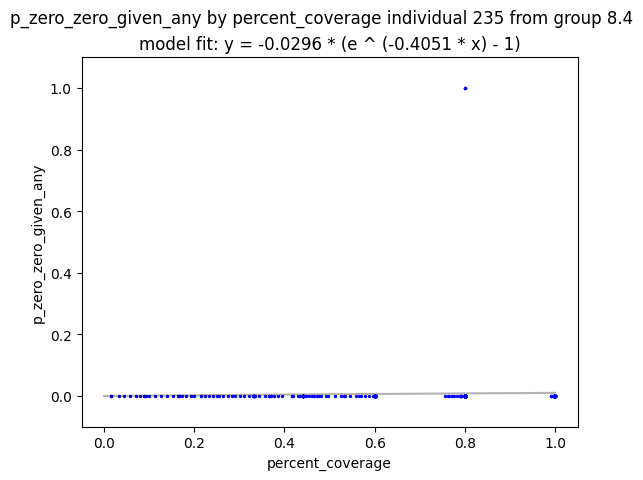 p_zero_zero_given_any by percent_coverage individual 235 from group 8.4
model fit: y = -0.0296 * (e ^ (-0.4051 * x) - 1)
p_zero_zero_given_any
1.0
0.8
0.6
0.4
0.2
0.0
0.0 0.2 0.4 0.6 0.8 1.0
percent_coverage